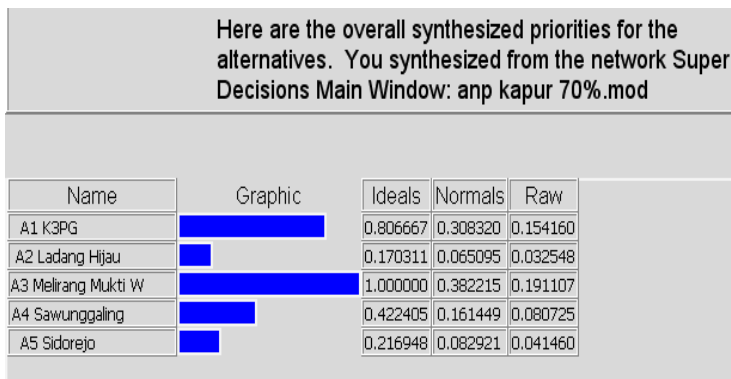 Here are the overall synthesized priorities for the
alternatives. You synthesized from the network Super
Decisions Main Window: anp kapur 70%.mod
Name Graphic Ideals Normals Raw
A1 K3PG 0.806667 0.308320 0.154160
A2 Ladang Hijau 0.170311 0.065095 0.032548
A3 Melirang Mukti W 1.000000 0.382215 0.191107
A4 Sawunggaling 0.422405 0.161449 0.080725
A5 Sidorejo 0.216948 0.082921 0.041460